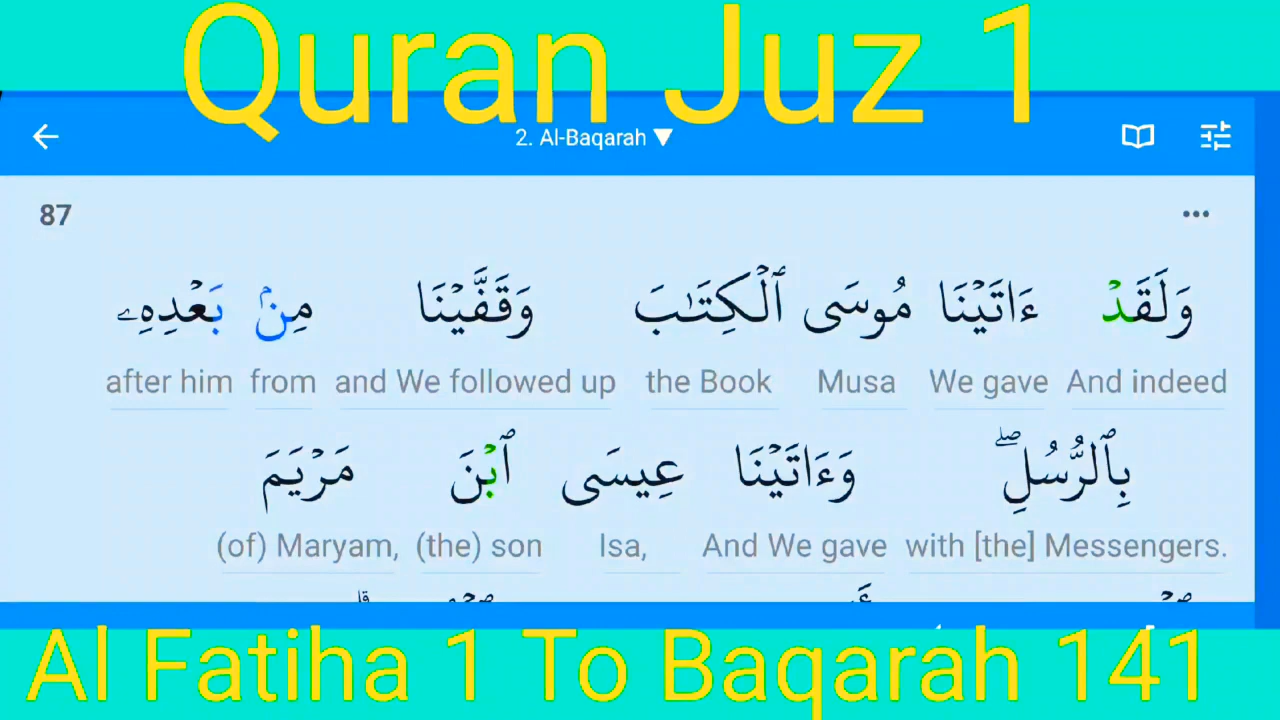 Quran Juz 1
2. Al-Baqarah ▼
87
وَلَقَدْ ءَاتَيْنَا مُوسَى ٱلْكِتَٰبَ وَقَفَّيْنَا مِنۢ بَعْدِهِۦ
after him from and We followed up the Book Musa We gave And indeed
بِٱلرُّسُلِ ۖ وَءَاتَيْنَا عِيسَى ٱبْنَ مَرْيَمَ
(of) Maryam, (the) son Isa, And We gave with [the] Messengers.
Al Fatiha 1 To Baqarah 141